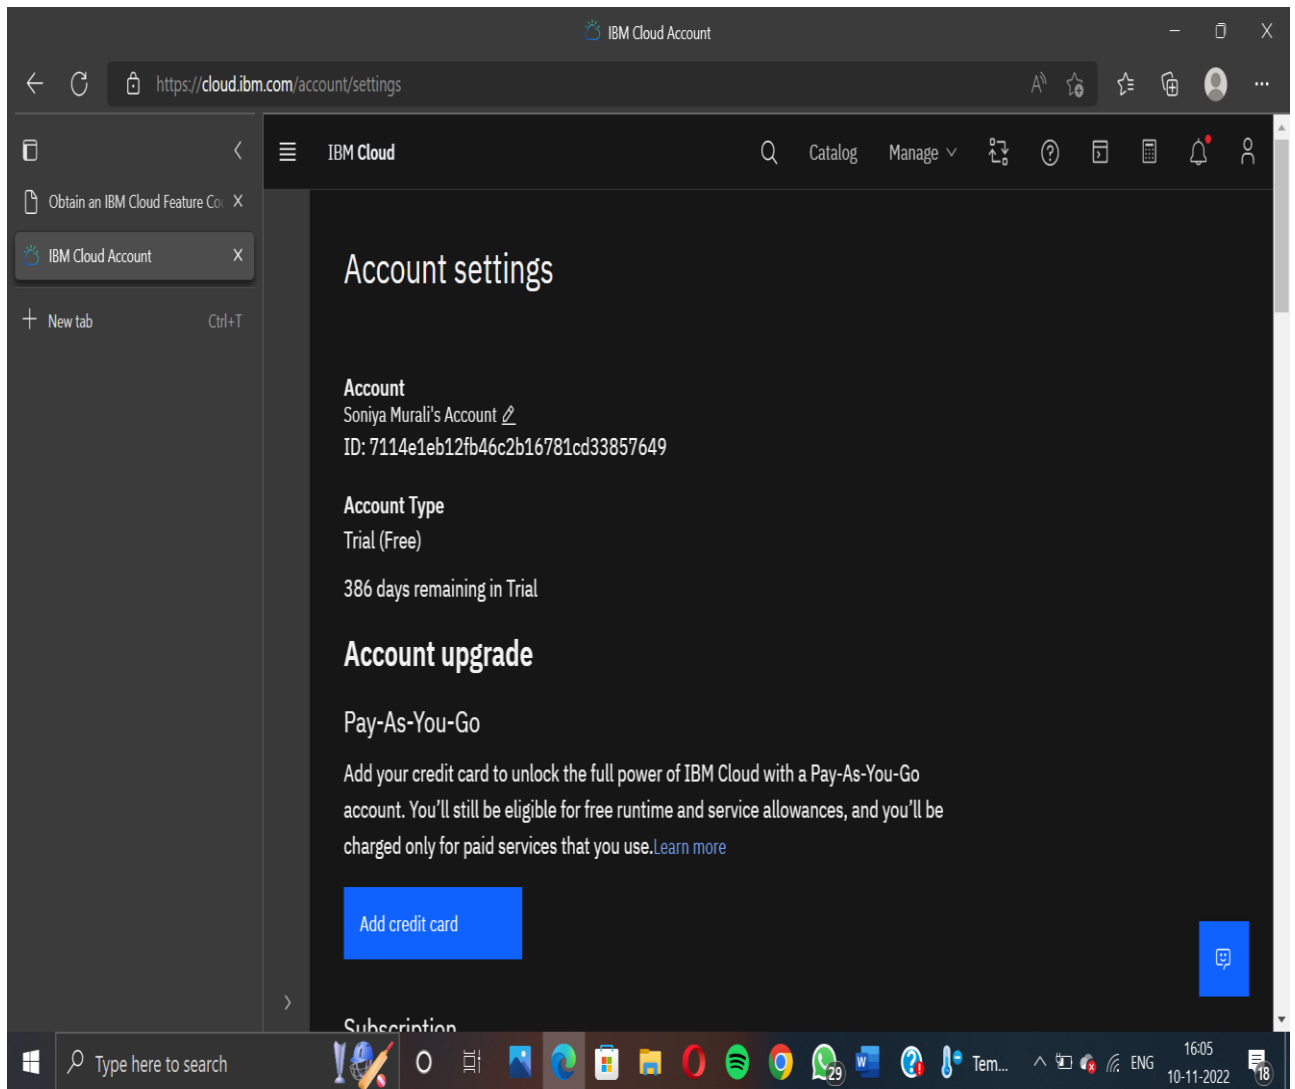 IBM Cloud Account
https://cloud.ibm.com/account/settings
Obtain an IBM Cloud Feature Co
IBM Cloud Account
New tab Ctrl+T
IBM Cloud
Catalog
Manage
Account settings
Account
Soniya Murali's Account
ID: 7114e1eb12fb46c2b16781cd33857649
Account Type
Trial (Free)
386 days remaining in Trial
Account upgrade
Pay-As-You-Go
Add your credit card to unlock the full power of IBM Cloud with a Pay-As-You-Go
account. You'll still be eligible for free runtime and service allowances, and you'll be
charged only for paid services that you use.Learn more
Add credit card
Subscription
Type here to search
29
Tem...
ENG
16:05
10-11-2022
18